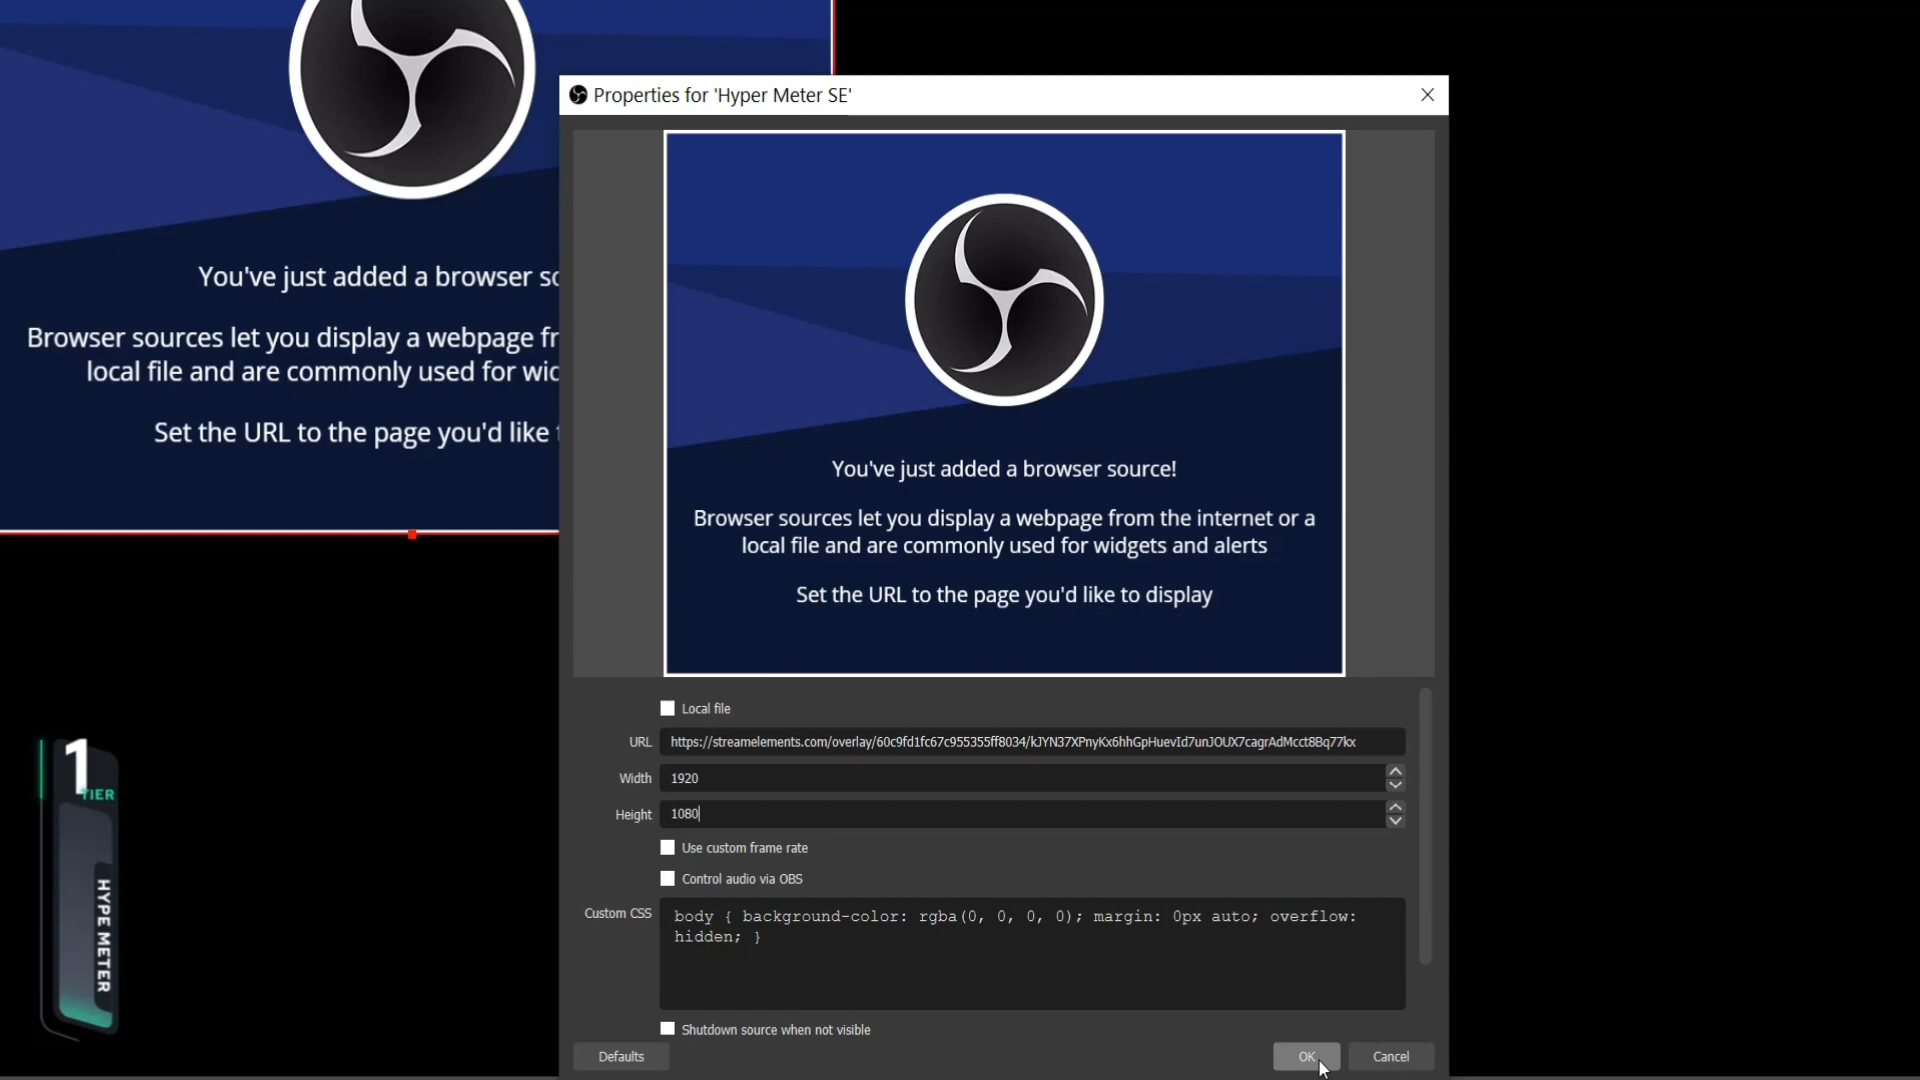 You've just added a browser so
Browser sources let you display a webpage fr
local file and are commonly used for wid
Set the URL to the page you'd like t
1
TIER
HYPE METER
Properties for 'Hyper Meter SE'
You've just added a browser source!
Browser sources let you display a webpage from the internet or a
local file and are commonly used for widgets and alerts
Set the URL to the page you'd like to display
Local file
URL https://streamelements.com/overlay/60c9fd1fc67c955355ff8034/kJYN37XPnyKx6hhGpHuevId7unJOUX7cagrAdMcct8Bq77kx
Width 1920
Height 1080
Use custom frame rate
Control audio via OBS
Custom CSS body { background-color: rgba(0, 0, 0, 0); margin: 0px auto; overflow:
hidden; }
Shutdown source when not visible
Defaults OK Cancel